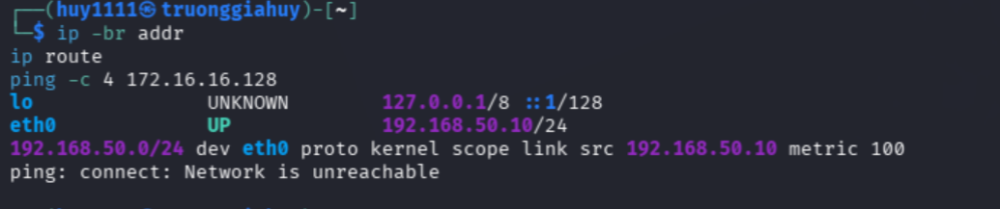 ┌──(huy1111㉿truonggiahuy)-[~]
└─$ ip -br addr
ip route
ping -c 4 172.16.16.128
lo UNKNOWN 127.0.0.1/8 ::1/128
eth0 UP 192.168.50.10/24
192.168.50.0/24 dev eth0 proto kernel scope link src 192.168.50.10 metric 100
ping: connect: Network is unreachable